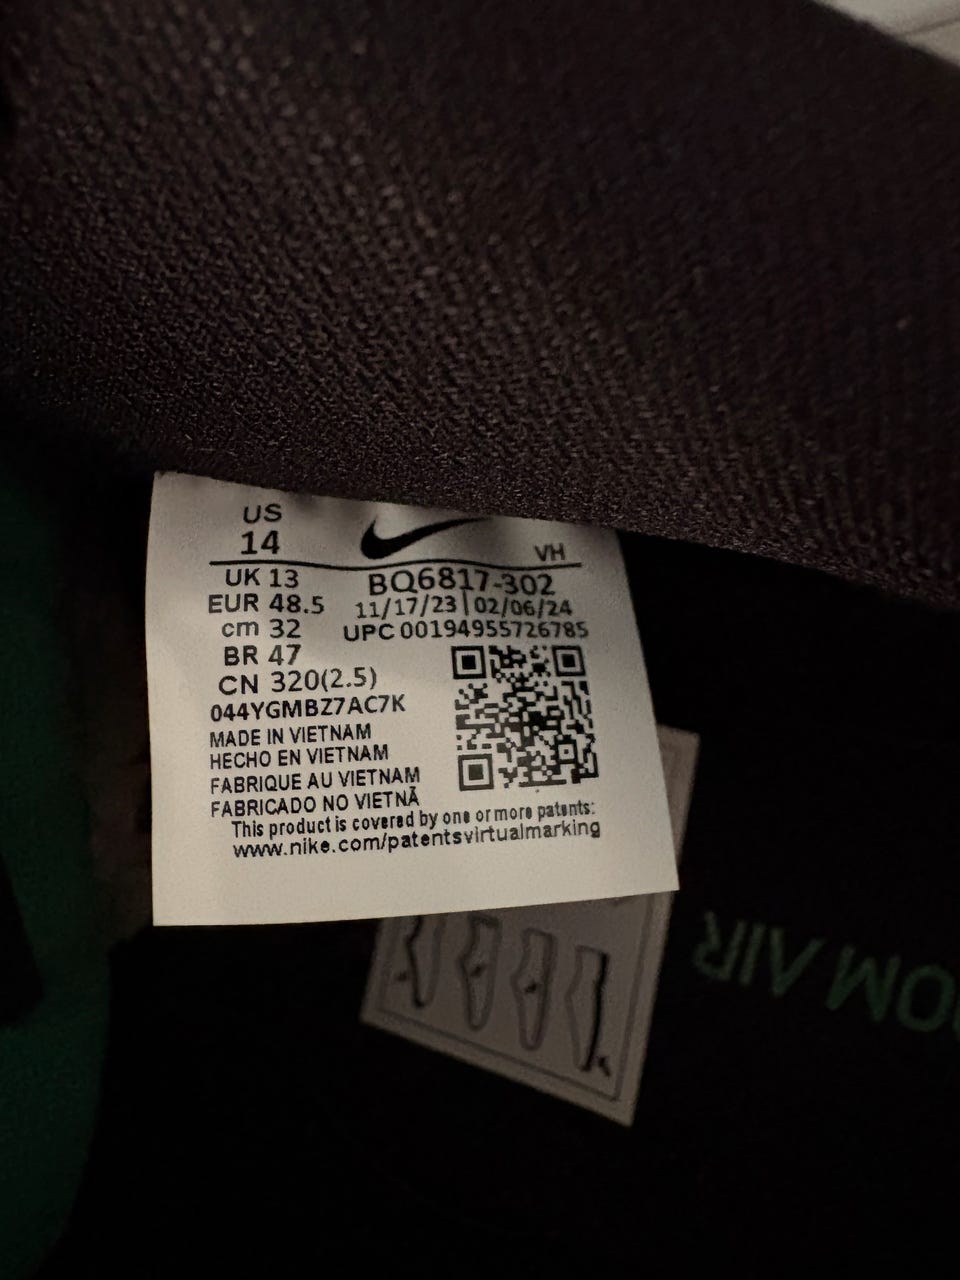 US
14
VH
UK 13
EUR 48.5
cm 32
BR 47
CN 320(2.5)
BQ6817-302
11/17/23|02/06/24
UPC 00194955726785
044YGMBZ7AC7K
MADE IN VIETNAM
HECHO EN VIETNAM
FABRIQUE AU VIETNAM
FABRICADO NO VIETNÃ
This product is covered by one or more patents:
www.nike.com/patentsvirtualmarking
OM AIR